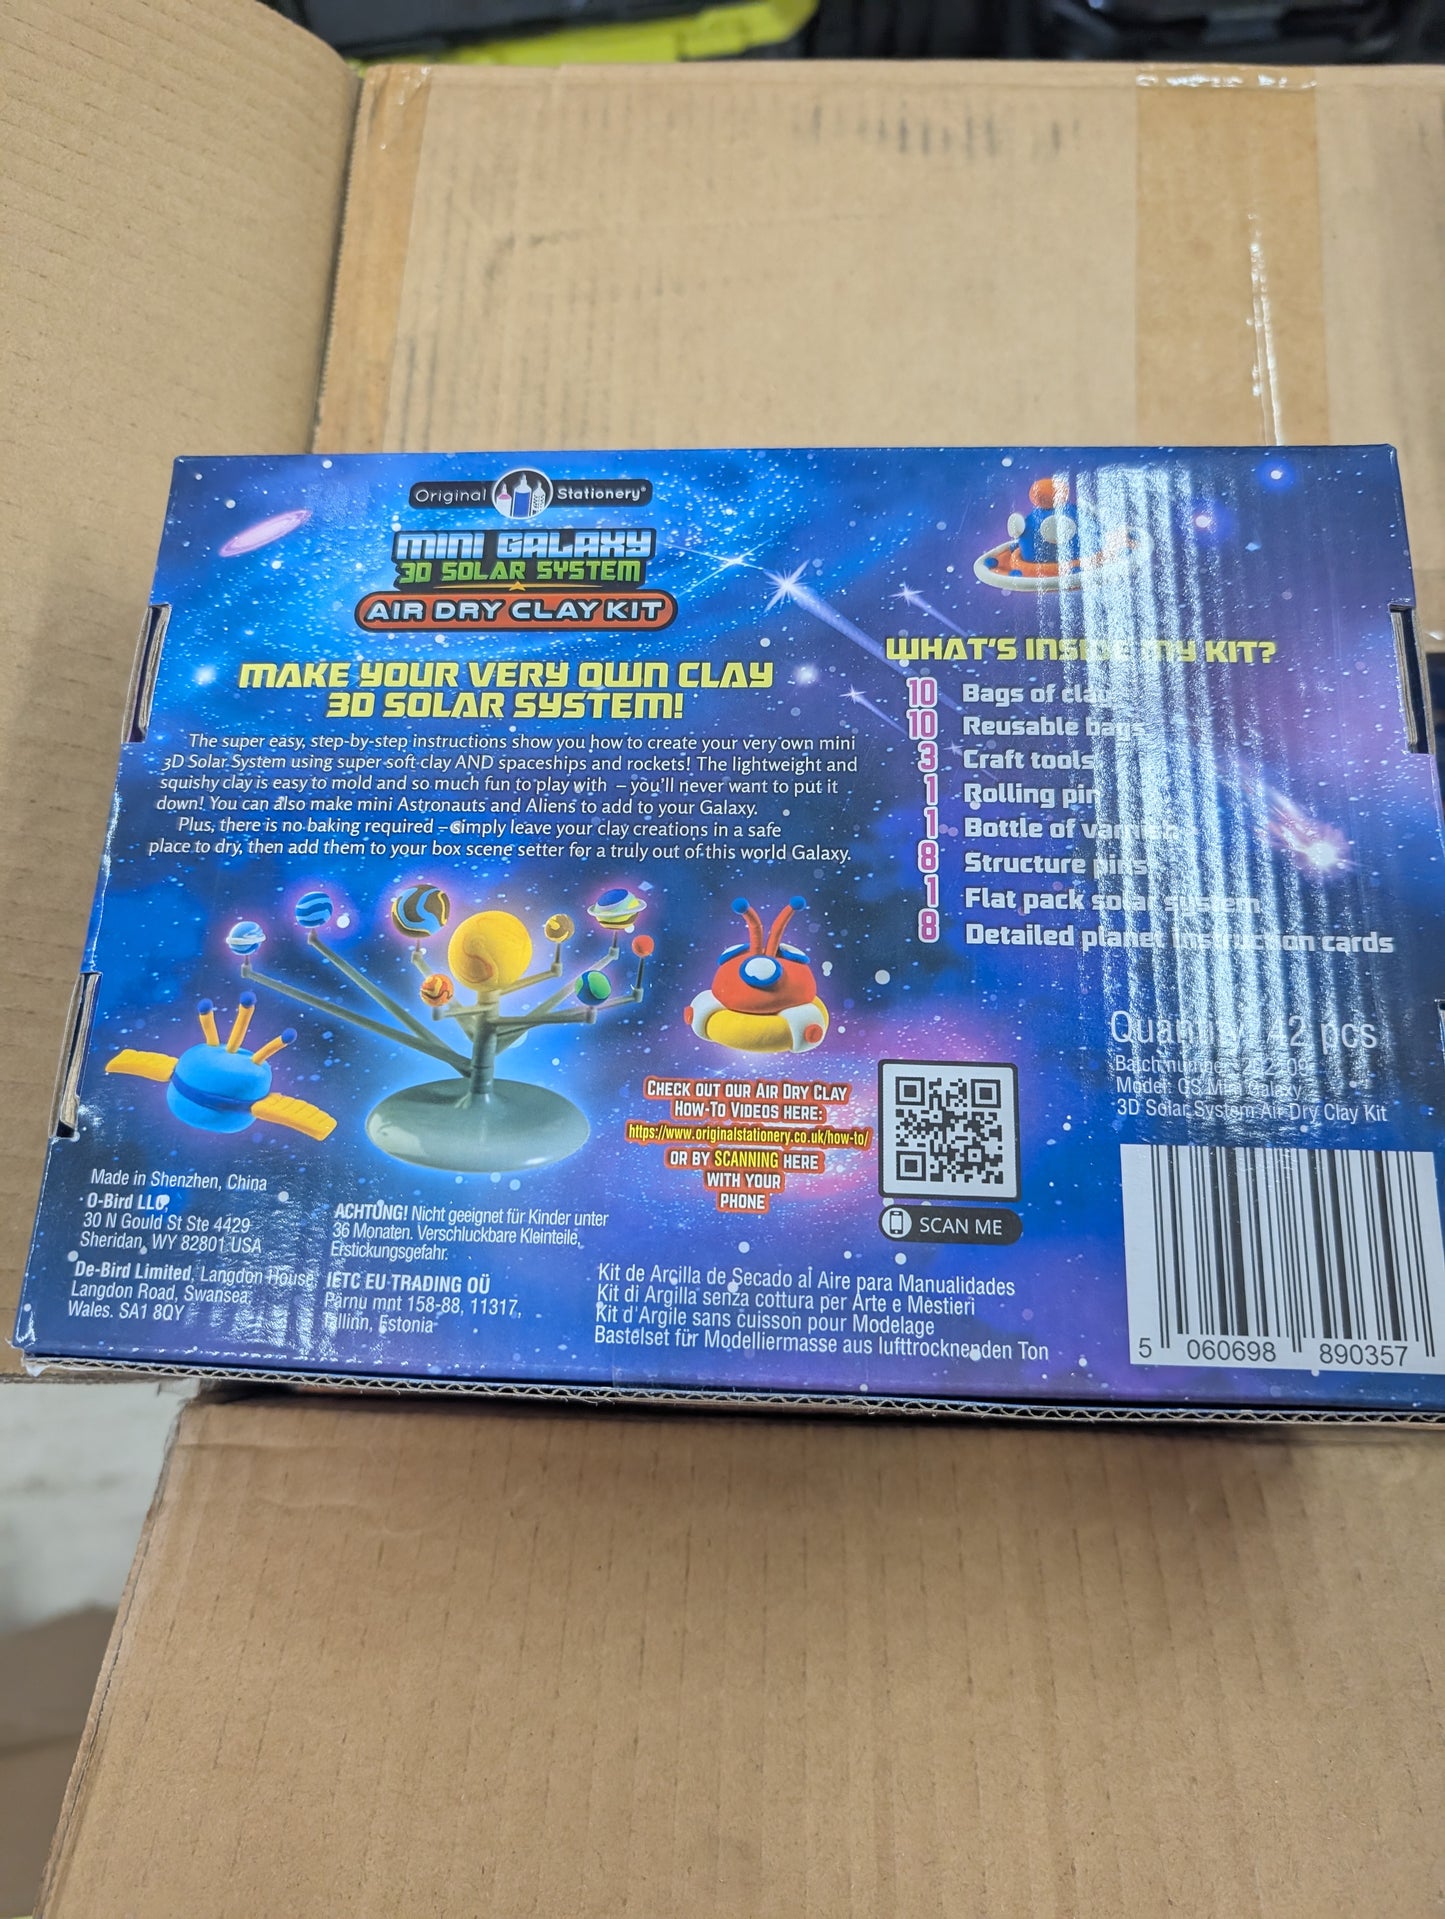 Original Stationery®
MINI GALAXY
3D SOLAR SYSTEM
AIR DRY CLAY KIT
MAKE YOUR VERY OWN CLAY
3D SOLAR SYSTEM!
The super easy, step-by-step instructions show you how to create your very own mini
3D Solar System using super soft clay AND spaceships and rockets! The lightweight and
squishy clay is easy to mold and so much fun to play with – you'll never want to put it
down! You can also make mini Astronauts and Aliens to add to your Galaxy.
Plus, there is no baking required – simply leave your clay creations in a safe
place to dry, then add them to your box scene setter for a truly out of this world Galaxy.
WHAT'S INSIDE MY KIT?
10 Bags of clay
10 Reusable bags
3 Craft tools
1 Rolling pin
1 Bottle of varnish
8 Structure pins
1 Flat pack solar system
8 Detailed planet instruction cards
Quantity: 42 pcs
Batch number:
Model: OS Mini Galaxy
3D Solar System Air Dry Clay Kit
CHECK OUT OUR AIR DRY CLAY
HOW-TO VIDEOS HERE:
https://www.originalstationery.co.uk/how-to/
OR BY SCANNING HERE
WITH YOUR
PHONE
SCAN ME
Made in Shenzhen, China
O-Bird LLC,
30 N Gould St Ste 4429
Sheridan, WY 82801 USA
De-Bird Limited, Langdon House,
Langdon Road, Swansea,
Wales. SA1 8QY
ACHTUNG! Nicht geeignet für Kinder unter
36 Monaten. Verschluckbare Kleinteile,
Erstickungsgefahr.
IETC EU TRADING OÜ
Pärnu mnt 158-88, 11317,
Tallinn, Estonia
Kit de Arcilla de Secado al Aire para Manualidades
Kit di Argilla senza cottura per Arte e Mestieri
Kit d'Argile sans cuisson pour Modelage
Bastelset für Modelliermasse aus lufttrocknenden Ton
5 060698 890357